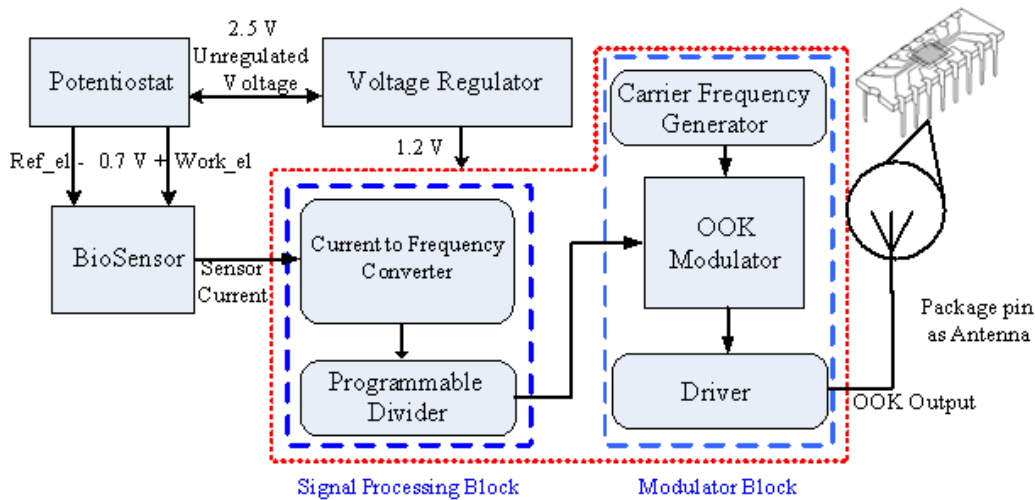 2.5 V
Unregulated
Voltage
Potentiostat
Voltage Regulator
Carrier Frequency
Generator
Ref_el - 0.7 V + Work_el
1.2 V
BioSensor
Sensor
Current
Current to Frequency
Converter
OOK
Modulator
Programmable
Divider
Driver
Package pin
as Antenna
OOK Output
Signal Processing Block
Modulator Block